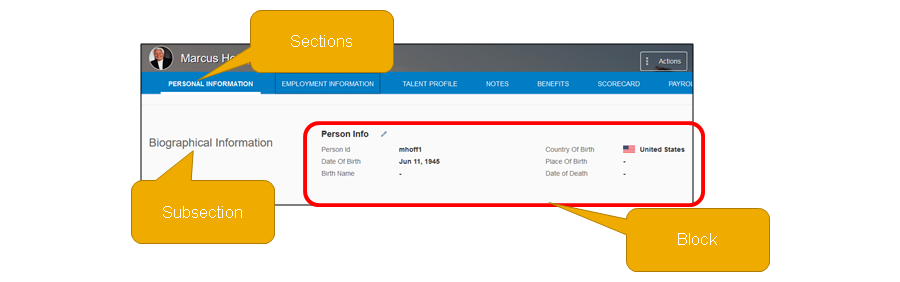 Sections
Marcus Ho
Actions
PERSONAL INFORMATION EMPLOYMENT INFORMATION TALENT PROFILE NOTES BENEFITS SCORECARD PAYRO
Biographical Information
Person Info
Person Id mhoff1 Country Of Birth United States
Date Of Birth Jun 11, 1945 Place Of Birth -
Birth Name - Date of Death -
Subsection
Block